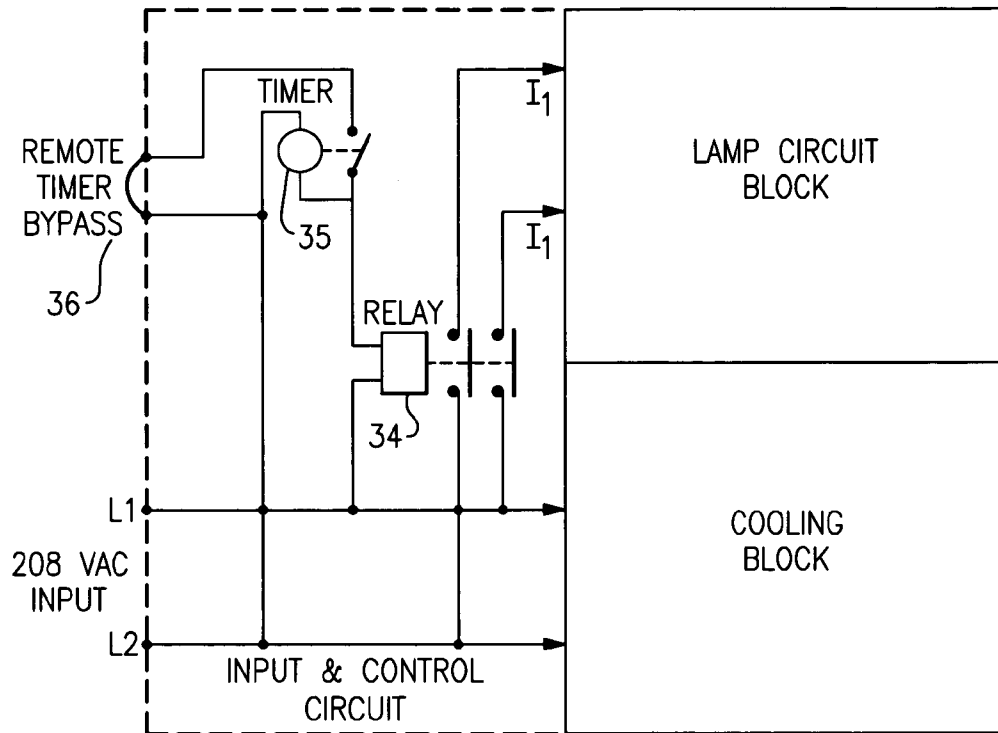 TIMER
I1
REMOTE
TIMER
BYPASS
36
35
LAMP CIRCUIT
BLOCK
I1
RELAY
34
L1
208 VAC
INPUT
L2
COOLING
BLOCK
INPUT & CONTROL
CIRCUIT